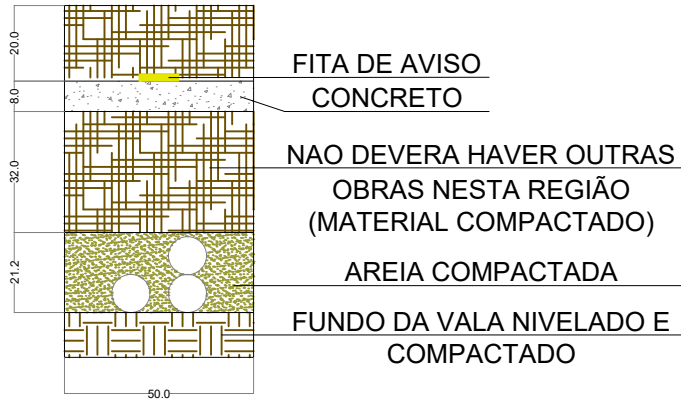 20.0
FITA DE AVISO
8.0
CONCRETO
32.0
NAO DEVERA HAVER OUTRAS
OBRAS NESTA REGIÃO
(MATERIAL COMPACTADO)
21.2
AREIA COMPACTADA
FUNDO DA VALA NIVELADO E
COMPACTADO
50.0